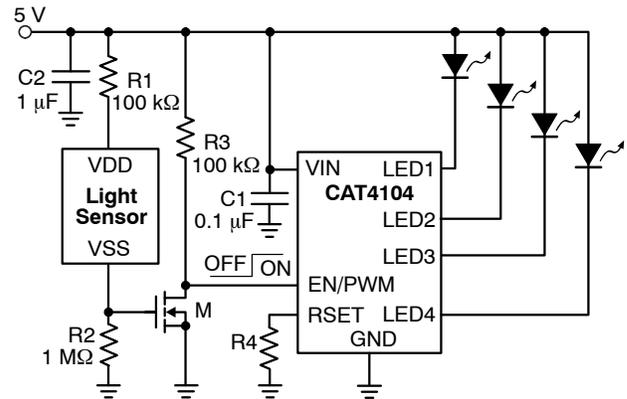 5 V
C2
1 μF
R1
100 kΩ
R3
100 kΩ
VDD
Light
Sensor
VSS
C1
0.1 μF
VIN
CAT4104
LED1
LED2
LED3
EN/PWM
RSET
LED4
GND
OFF
ON
M
R2
1 MΩ
R4